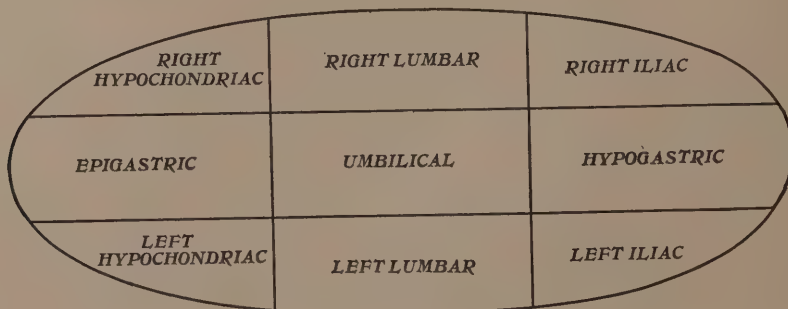 RIGHT
HYPOCHONDRIAC
RIGHT LUMBAR
RIGHT ILIAC
EPIGASTRIC
UMBILICAL
HYPOGASTRIC
LEFT
HYPOCHONDRIAC
LEFT LUMBAR
LEFT ILIAC